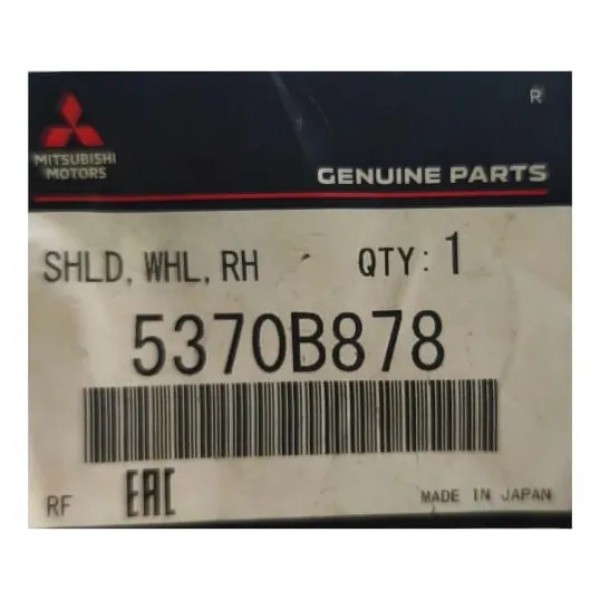 R
MITSUBISHI
MOTORS
GENUINE PARTS
SHLD, WHL, RH QTY: 1
5370B878
RF EAC MADE IN JAPAN